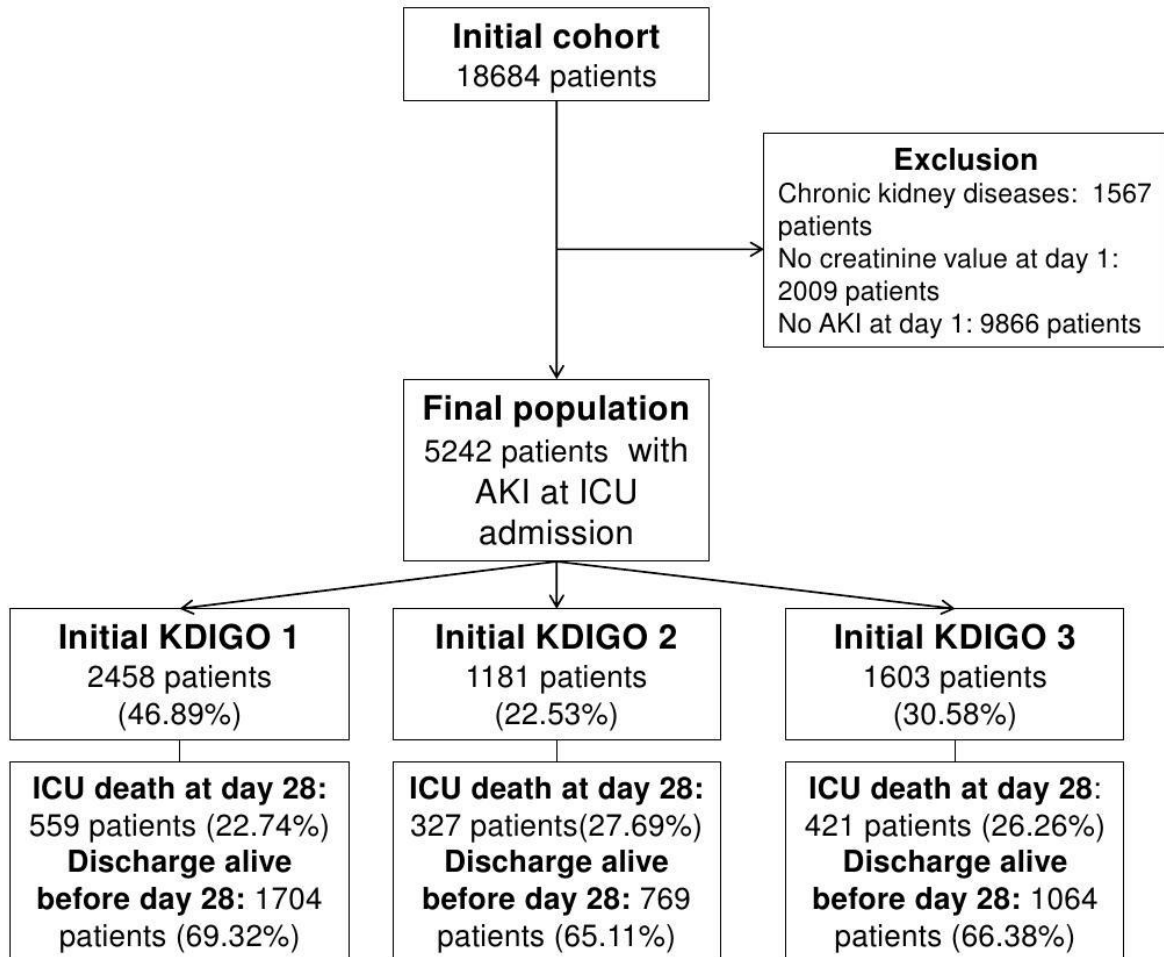 Initial cohort
18684 patients
Exclusion
Chronic kidney diseases:  1567
patients
No creatinine value at day 1:
2009 patients
No AKI at day 1: 9866 patients
Final population
5242 patients  with
AKI at ICU
admission
Initial KDIGO 1
2458 patients
(46.89%)
Initial KDIGO 2
1181 patients
(22.53%)
Initial KDIGO 3
1603 patients
(30.58%)
ICU death at day 28:
559 patients (22.74%)
Discharge alive
before day 28: 1704
patients (69.32%)
ICU death at day 28:
327 patients(27.69%)
Discharge alive
before day 28: 769
patients (65.11%)
ICU death at day 28:
421 patients (26.26%)
Discharge alive
before day 28: 1064
patients (66.38%)